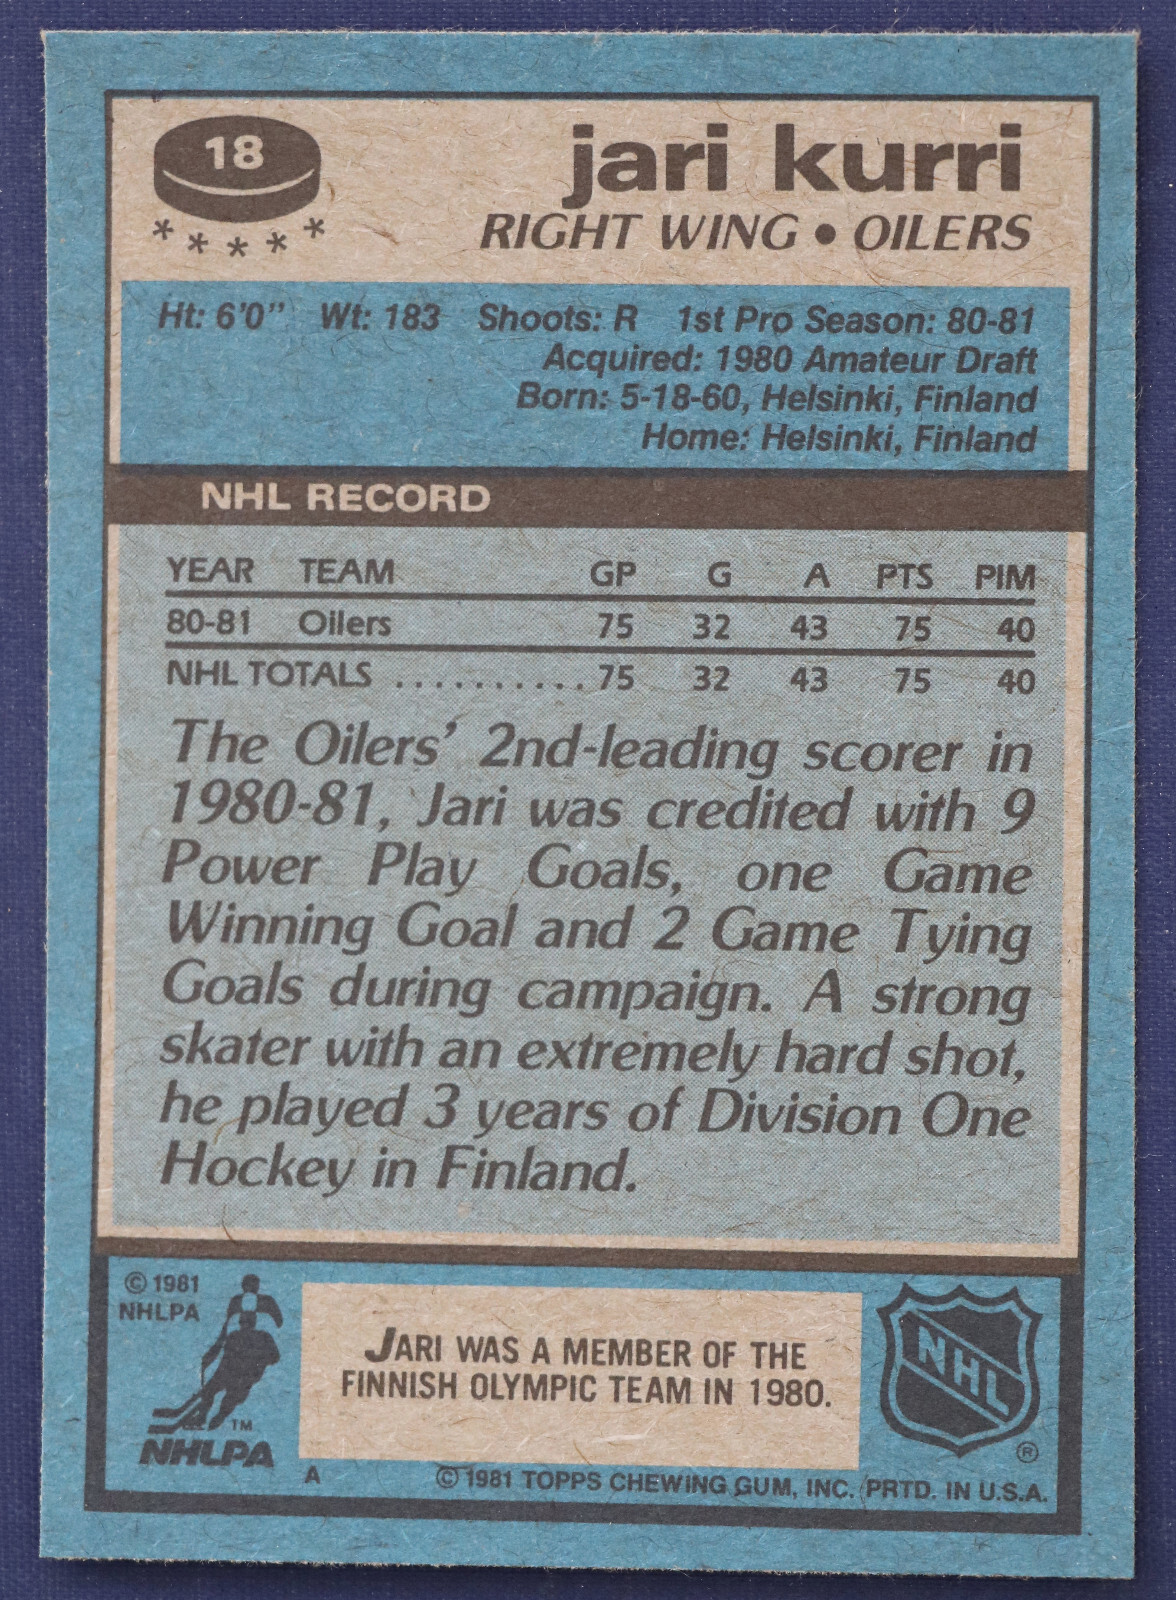 18
* * * * *
jari kurri
RIGHT WING • OILERS
Ht: 6'0" Wt: 183 Shoots: R 1st Pro Season: 80-81
Acquired: 1980 Amateur Draft
Born: 5-18-60, Helsinki, Finland
Home: Helsinki, Finland
NHL RECORD
YEAR TEAM GP G A PTS PIM
80-81 Oilers 75 32 43 75 40
NHL TOTALS .......... 75 32 43 75 40
The Oilers' 2nd-leading scorer in
1980-81, Jari was credited with 9
Power Play Goals, one Game
Winning Goal and 2 Game Tying
Goals during campaign. A strong
skater with an extremely hard shot,
he played 3 years of Division One
Hockey in Finland.
© 1981
NHLPA
TM
NHLPA
JARI WAS A MEMBER OF THE
FINNISH OLYMPIC TEAM IN 1980.
NHL
®
A © 1981 TOPPS CHEWING GUM, INC. PRTD. IN U.S.A.